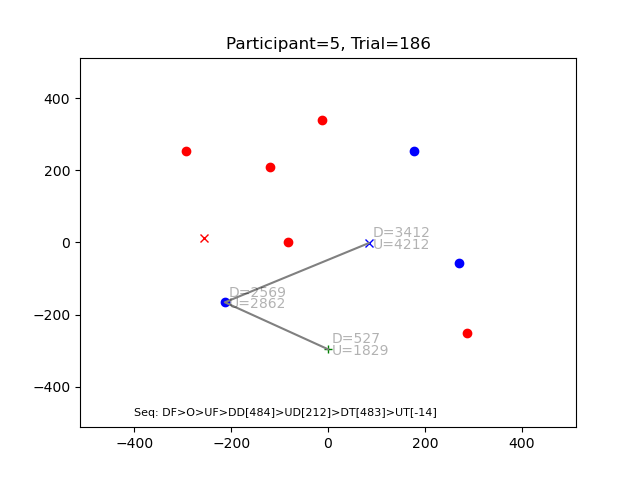 Participant=5, Trial=186
400
200
0
−200
−400
D=3412
U=4212
D=2569
U=2862
D=527
U=1829
Seq: DF>O>UF>DD[484]>UD[212]>DT[483]>UT[-14]
−400
−200
0
200
400